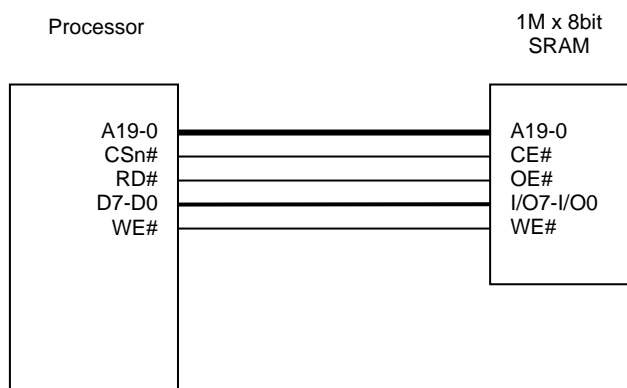 Processor
1M x 8bit
SRAM
A19-0
CSn#
RD#
D7-D0
WE#
A19-0
CE#
OE#
I/O7-I/O0
WE#